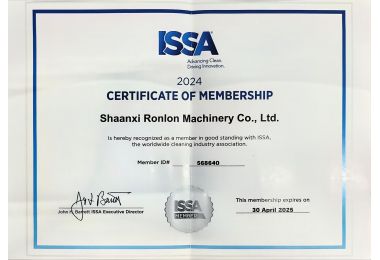 ISSA
Advancing Clean.
Driving Innovation.
2024
CERTIFICATE OF MEMBERSHIP
Shaanxi Ronlon Machinery Co., Ltd.
Is hereby recognized as a member in good standing with ISSA,
the worldwide cleaning industry association.
Member ID# 568640
John Barrett ISSA Executive Director
ISSA
MEMBER
This membership expires on
30 April 2025